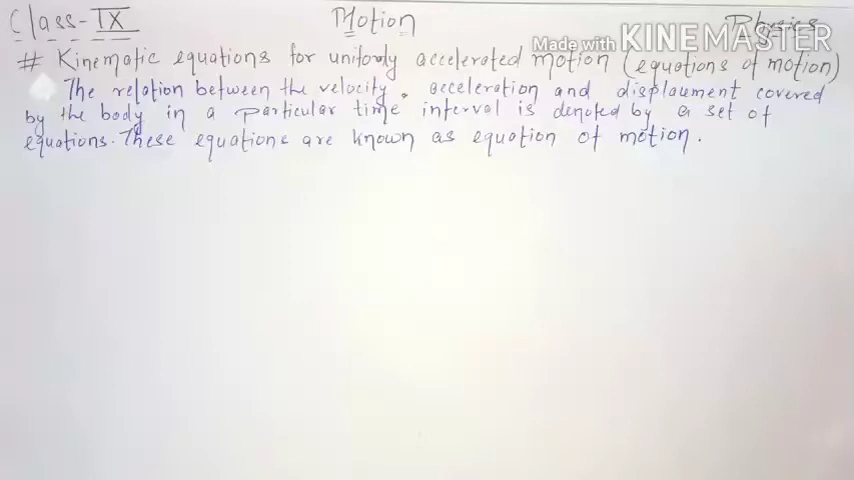 Class-IX Motion Physics
Made with KINEMASTER
# Kinematic equations for uniformly accelerated motion (equations of motion)
The relation between the velocity, acceleration and displacement covered
by the body in a particular time interval is denoted by a set of
equations. These equations are known as equation of motion.